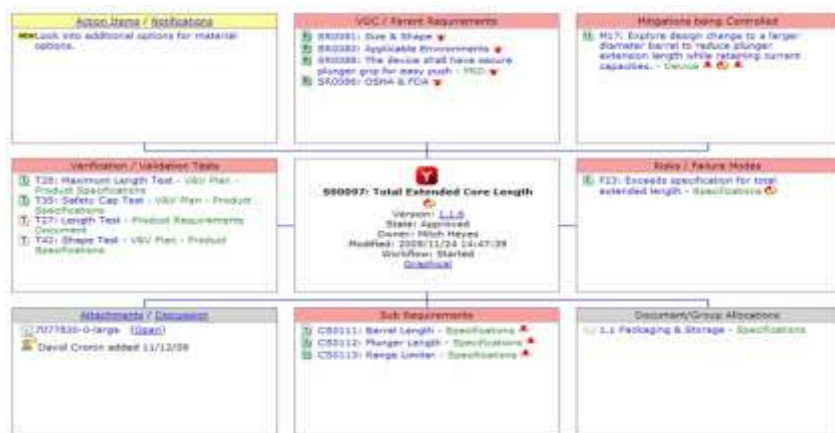 Action Items / Notifications
Look into additional options for material
options.
VOC / Parent Requirements
SR0081: Size & Shape
SR0080: Applicable Environments
SR0088: The device shall have secure
plunger grip for easy push - PRD
SR0086: OSHA & FDA
Mitigations being Controlled
M17: Explore design change to a larger
diameter barrel to reduce plunger
extension length while retaining current
capacities. - Device
Verification / Validation Tests
T28: Maximum Length Test - V&V Plan -
Product Specifications
T35: Safety Cap Test - V&V Plan - Product
Specifications
T27: Length Test - Product Requirements
Document
T42: Shape Test - V&V Plan - Product
Specifications
Y
SS0097: Total Extended Core Length
Version: 1.1.6
State: Approved
Owner: Mitch Hayes
Modified: 2009/11/24 14:47:39
Workflow: Started
Graphical
Risks / Failure Modes
F23: Exceeds specification for total
extended length - Specifications
Attachments / Discussion
7077830-0-large (Open)
David Cronin added 11/12/09
Sub Requirements
CS0111: Barrel Length - Specifications
CS0112: Plunger Length - Specifications
CS0113: Range Limiter - Specifications
Document/Group Allocations
1.1 Packaging & Storage - Specifications